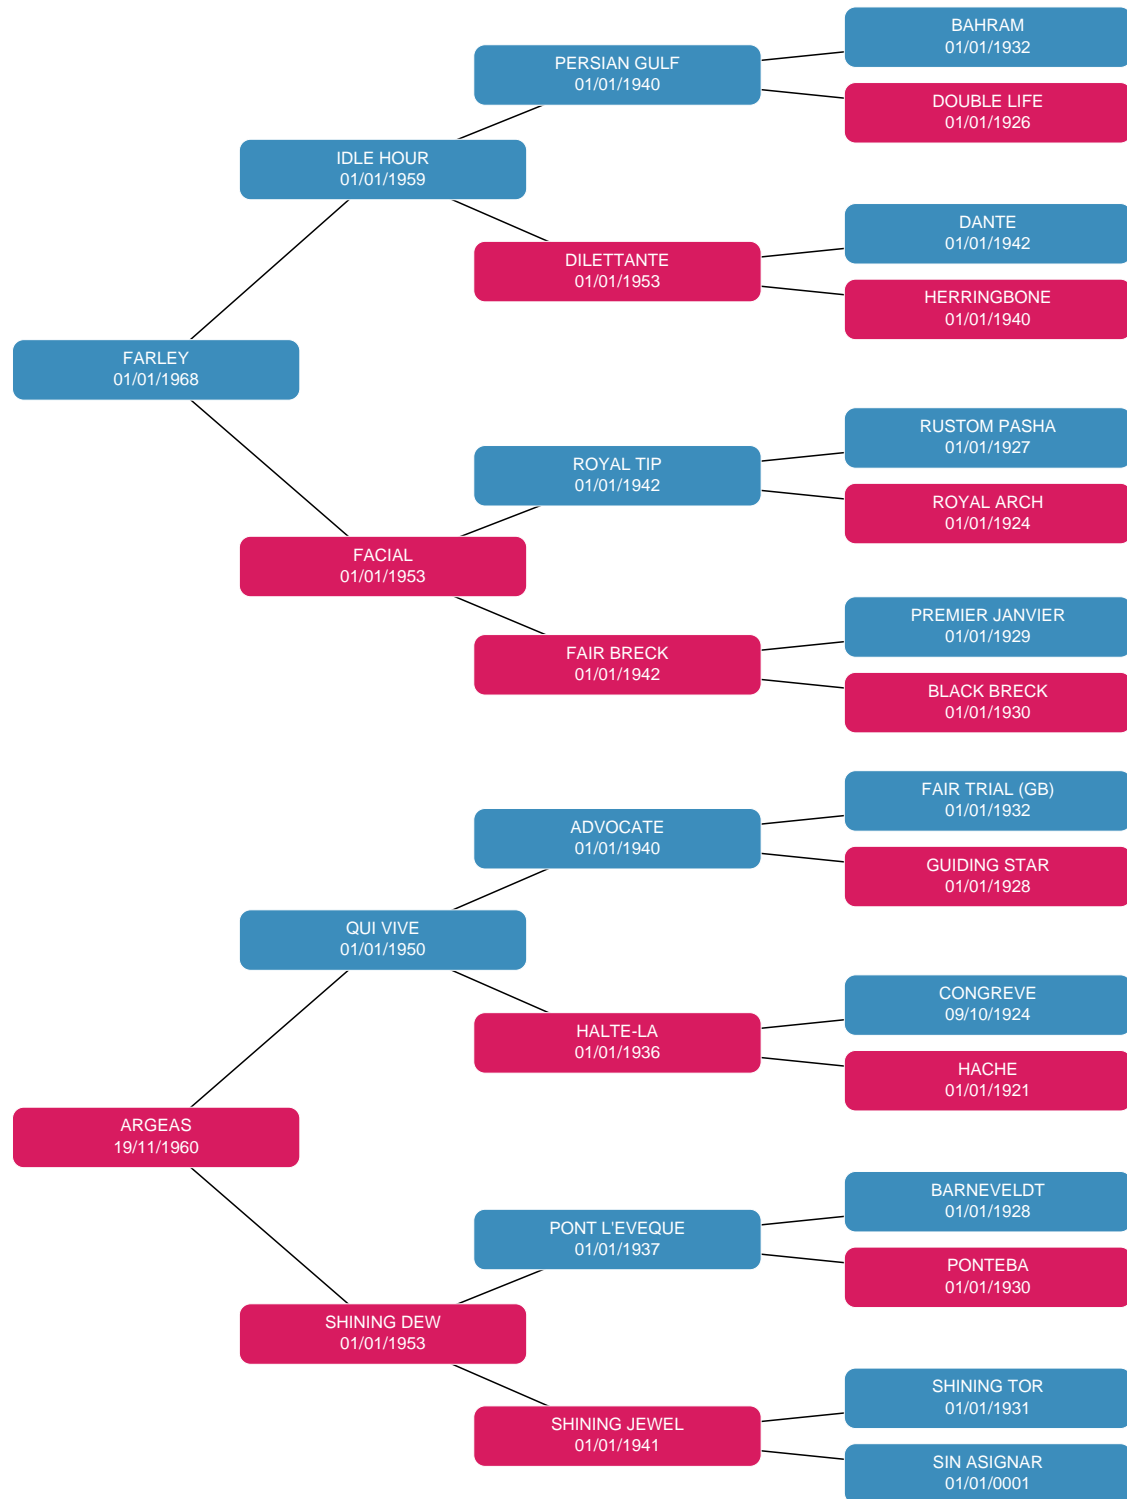 BAHRAM
01/01/1932
PERSIAN GULF
01/01/1940
DOUBLE LIFE
01/01/1926
IDLE HOUR
01/01/1959
DANTE
01/01/1942
DILETTANTE
01/01/1953
HERRINGBONE
01/01/1940
FARLEY
01/01/1968
RUSTOM PASHA
01/01/1927
ROYAL TIP
01/01/1942
ROYAL ARCH
01/01/1924
FACIAL
01/01/1953
PREMIER JANVIER
01/01/1929
FAIR BRECK
01/01/1942
BLACK BRECK
01/01/1930
FAIR TRIAL (GB)
01/01/1932
ADVOCATE
01/01/1940
GUIDING STAR
01/01/1928
QUI VIVE
01/01/1950
CONGREVE
09/10/1924
HALTE-LA
01/01/1936
HACHE
01/01/1921
ARGEAS
19/11/1960
BARNEVELDT
01/01/1928
PONT L'EVEQUE
01/01/1937
PONTEBA
01/01/1930
SHINING DEW
01/01/1953
SHINING TOR
01/01/1931
SHINING JEWEL
01/01/1941
SIN ASIGNAR
01/01/0001